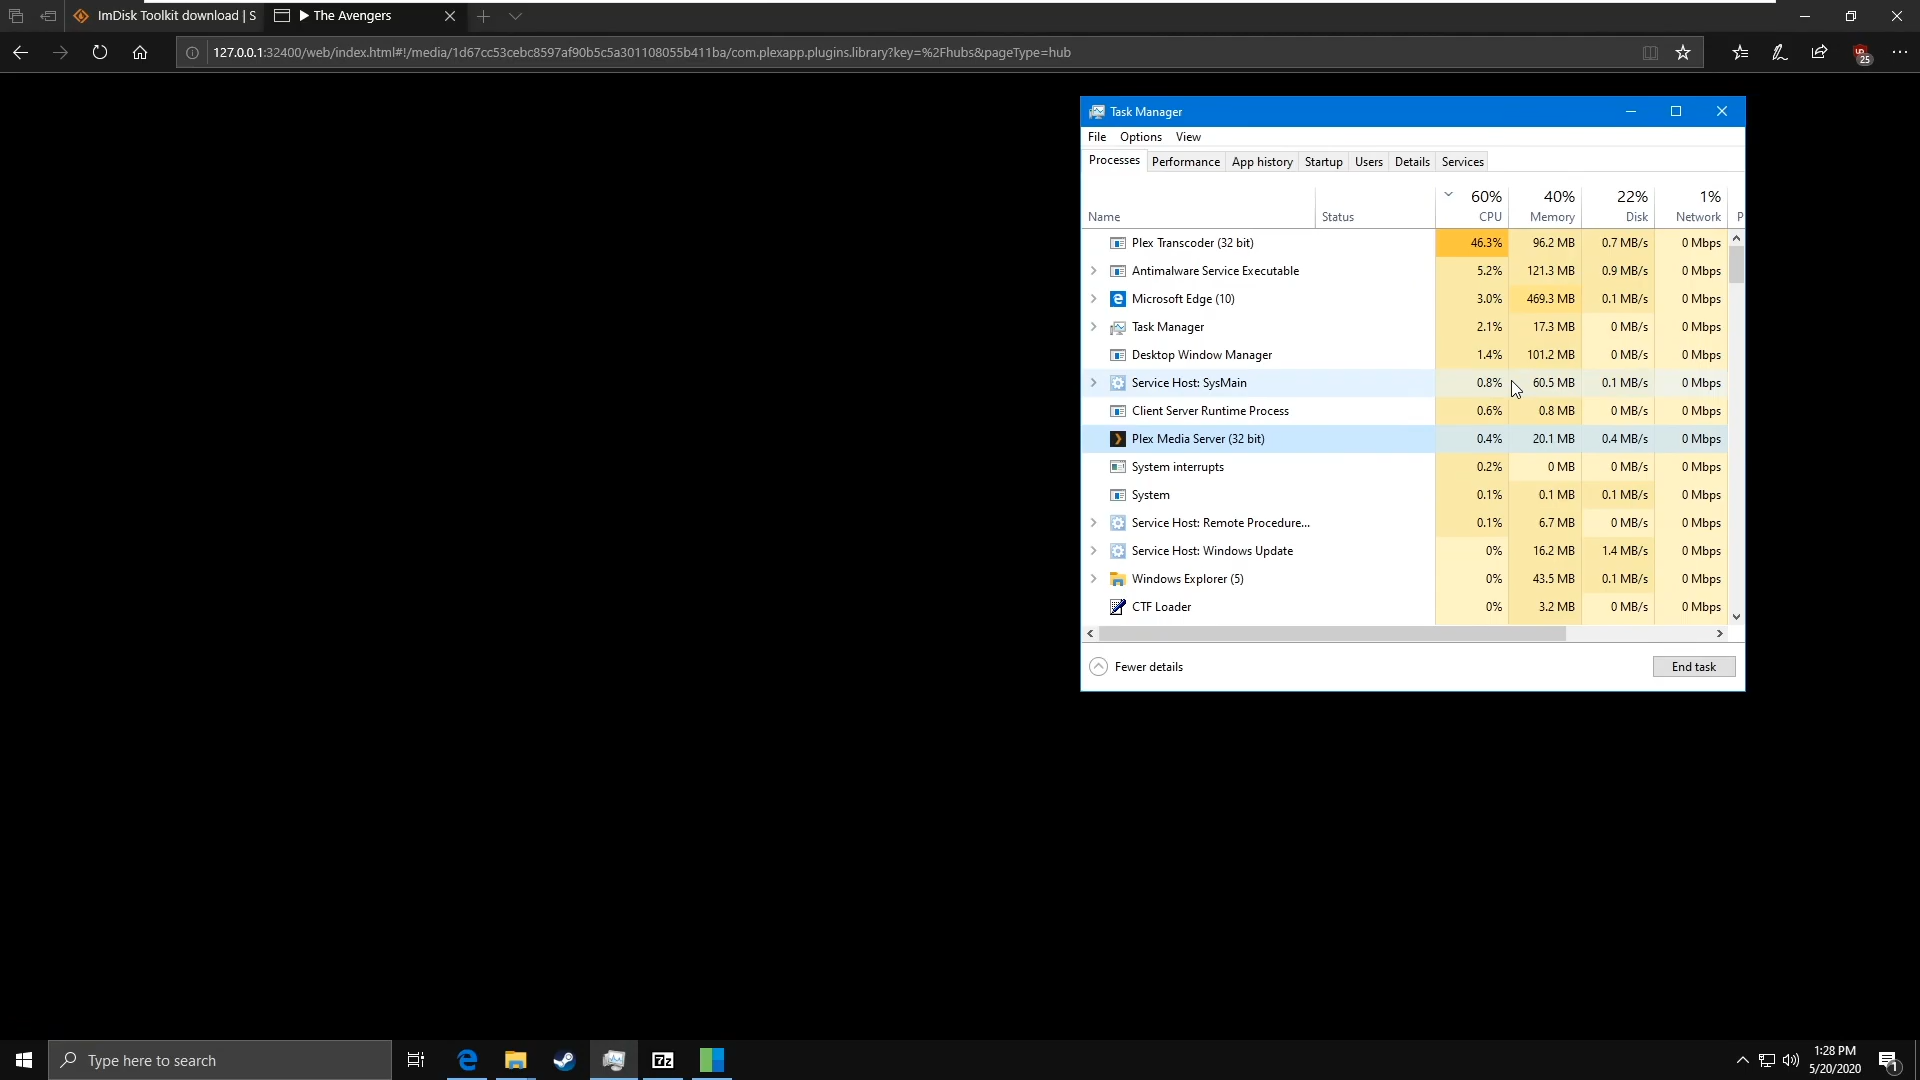 ImDisk Toolkit download | S
The Avengers
127.0.0.1:32400/web/index.html#!/media/1d67cc53cebc8597af90b5c5a301108055b411ba/com.plexapp.plugins.library?key=%2Fhubs&pageType=hub
25
Task Manager
File Options View
Processes Performance App history Startup Users Details Services
60% 40% 22% 1%
Name Status CPU Memory Disk Network P
Plex Transcoder (32 bit) 46.3% 96.2 MB 0.7 MB/s 0 Mbps
Antimalware Service Executable 5.2% 121.3 MB 0.9 MB/s 0 Mbps
Microsoft Edge (10) 3.0% 469.3 MB 0.1 MB/s 0 Mbps
Task Manager 2.1% 17.3 MB 0 MB/s 0 Mbps
Desktop Window Manager 1.4% 101.2 MB 0 MB/s 0 Mbps
Service Host: SysMain 0.8% 60.5 MB 0.1 MB/s 0 Mbps
Client Server Runtime Process 0.6% 0.8 MB 0 MB/s 0 Mbps
Plex Media Server (32 bit) 0.4% 20.1 MB 0.4 MB/s 0 Mbps
System interrupts 0.2% 0 MB 0 MB/s 0 Mbps
System 0.1% 0.1 MB 0.1 MB/s 0 Mbps
Service Host: Remote Procedure... 0.1% 6.7 MB 0 MB/s 0 Mbps
Service Host: Windows Update 0% 16.2 MB 1.4 MB/s 0 Mbps
Windows Explorer (5) 0% 43.5 MB 0.1 MB/s 0 Mbps
CTF Loader 0% 3.2 MB 0 MB/s 0 Mbps
Fewer details End task
Type here to search
7z
1:28 PM
5/20/2020
1